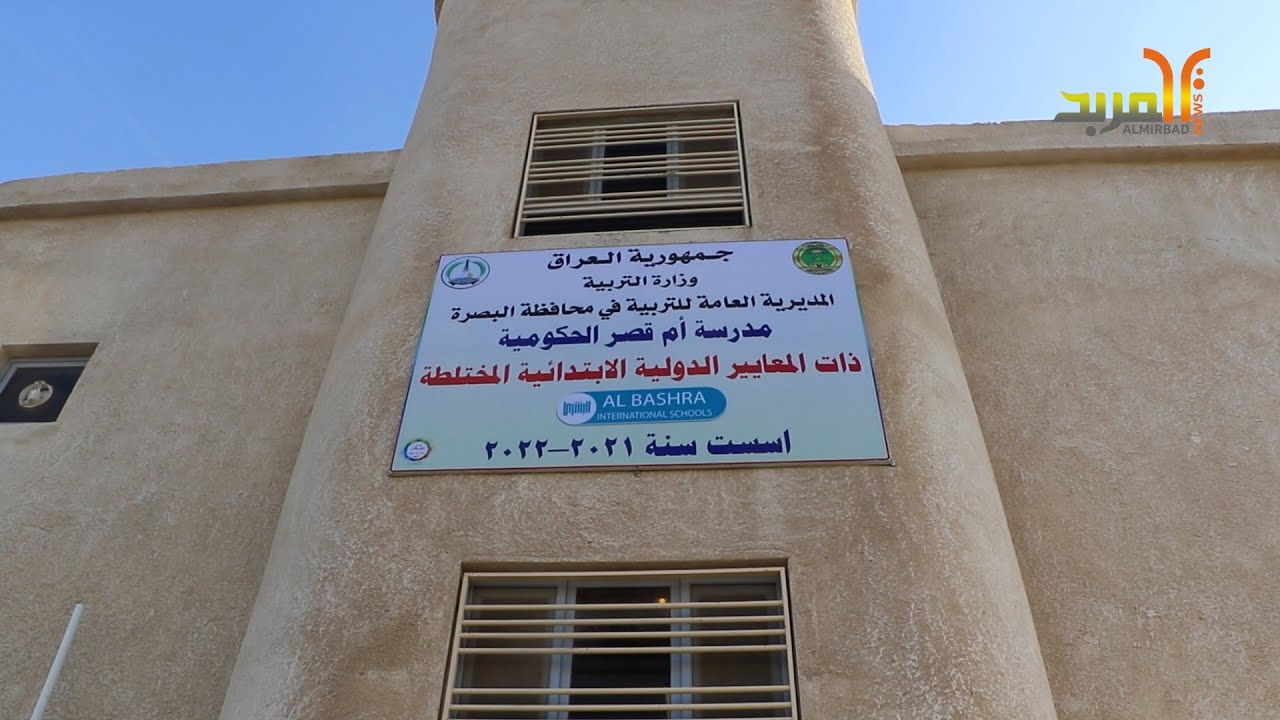 المربد
ALMIRBAD
NEWS
جمهورية العراق
وزارة التربية
المديرية العامة للتربية في محافظة البصرة
مدرسة أم قصر الحكومية
ذات المعايير الدولية الابتدائية المختلطة
البشرى
AL BASHRA
INTERNATIONAL SCHOOLS
اسست سنة ٢٠٢١–٢٠٢٢